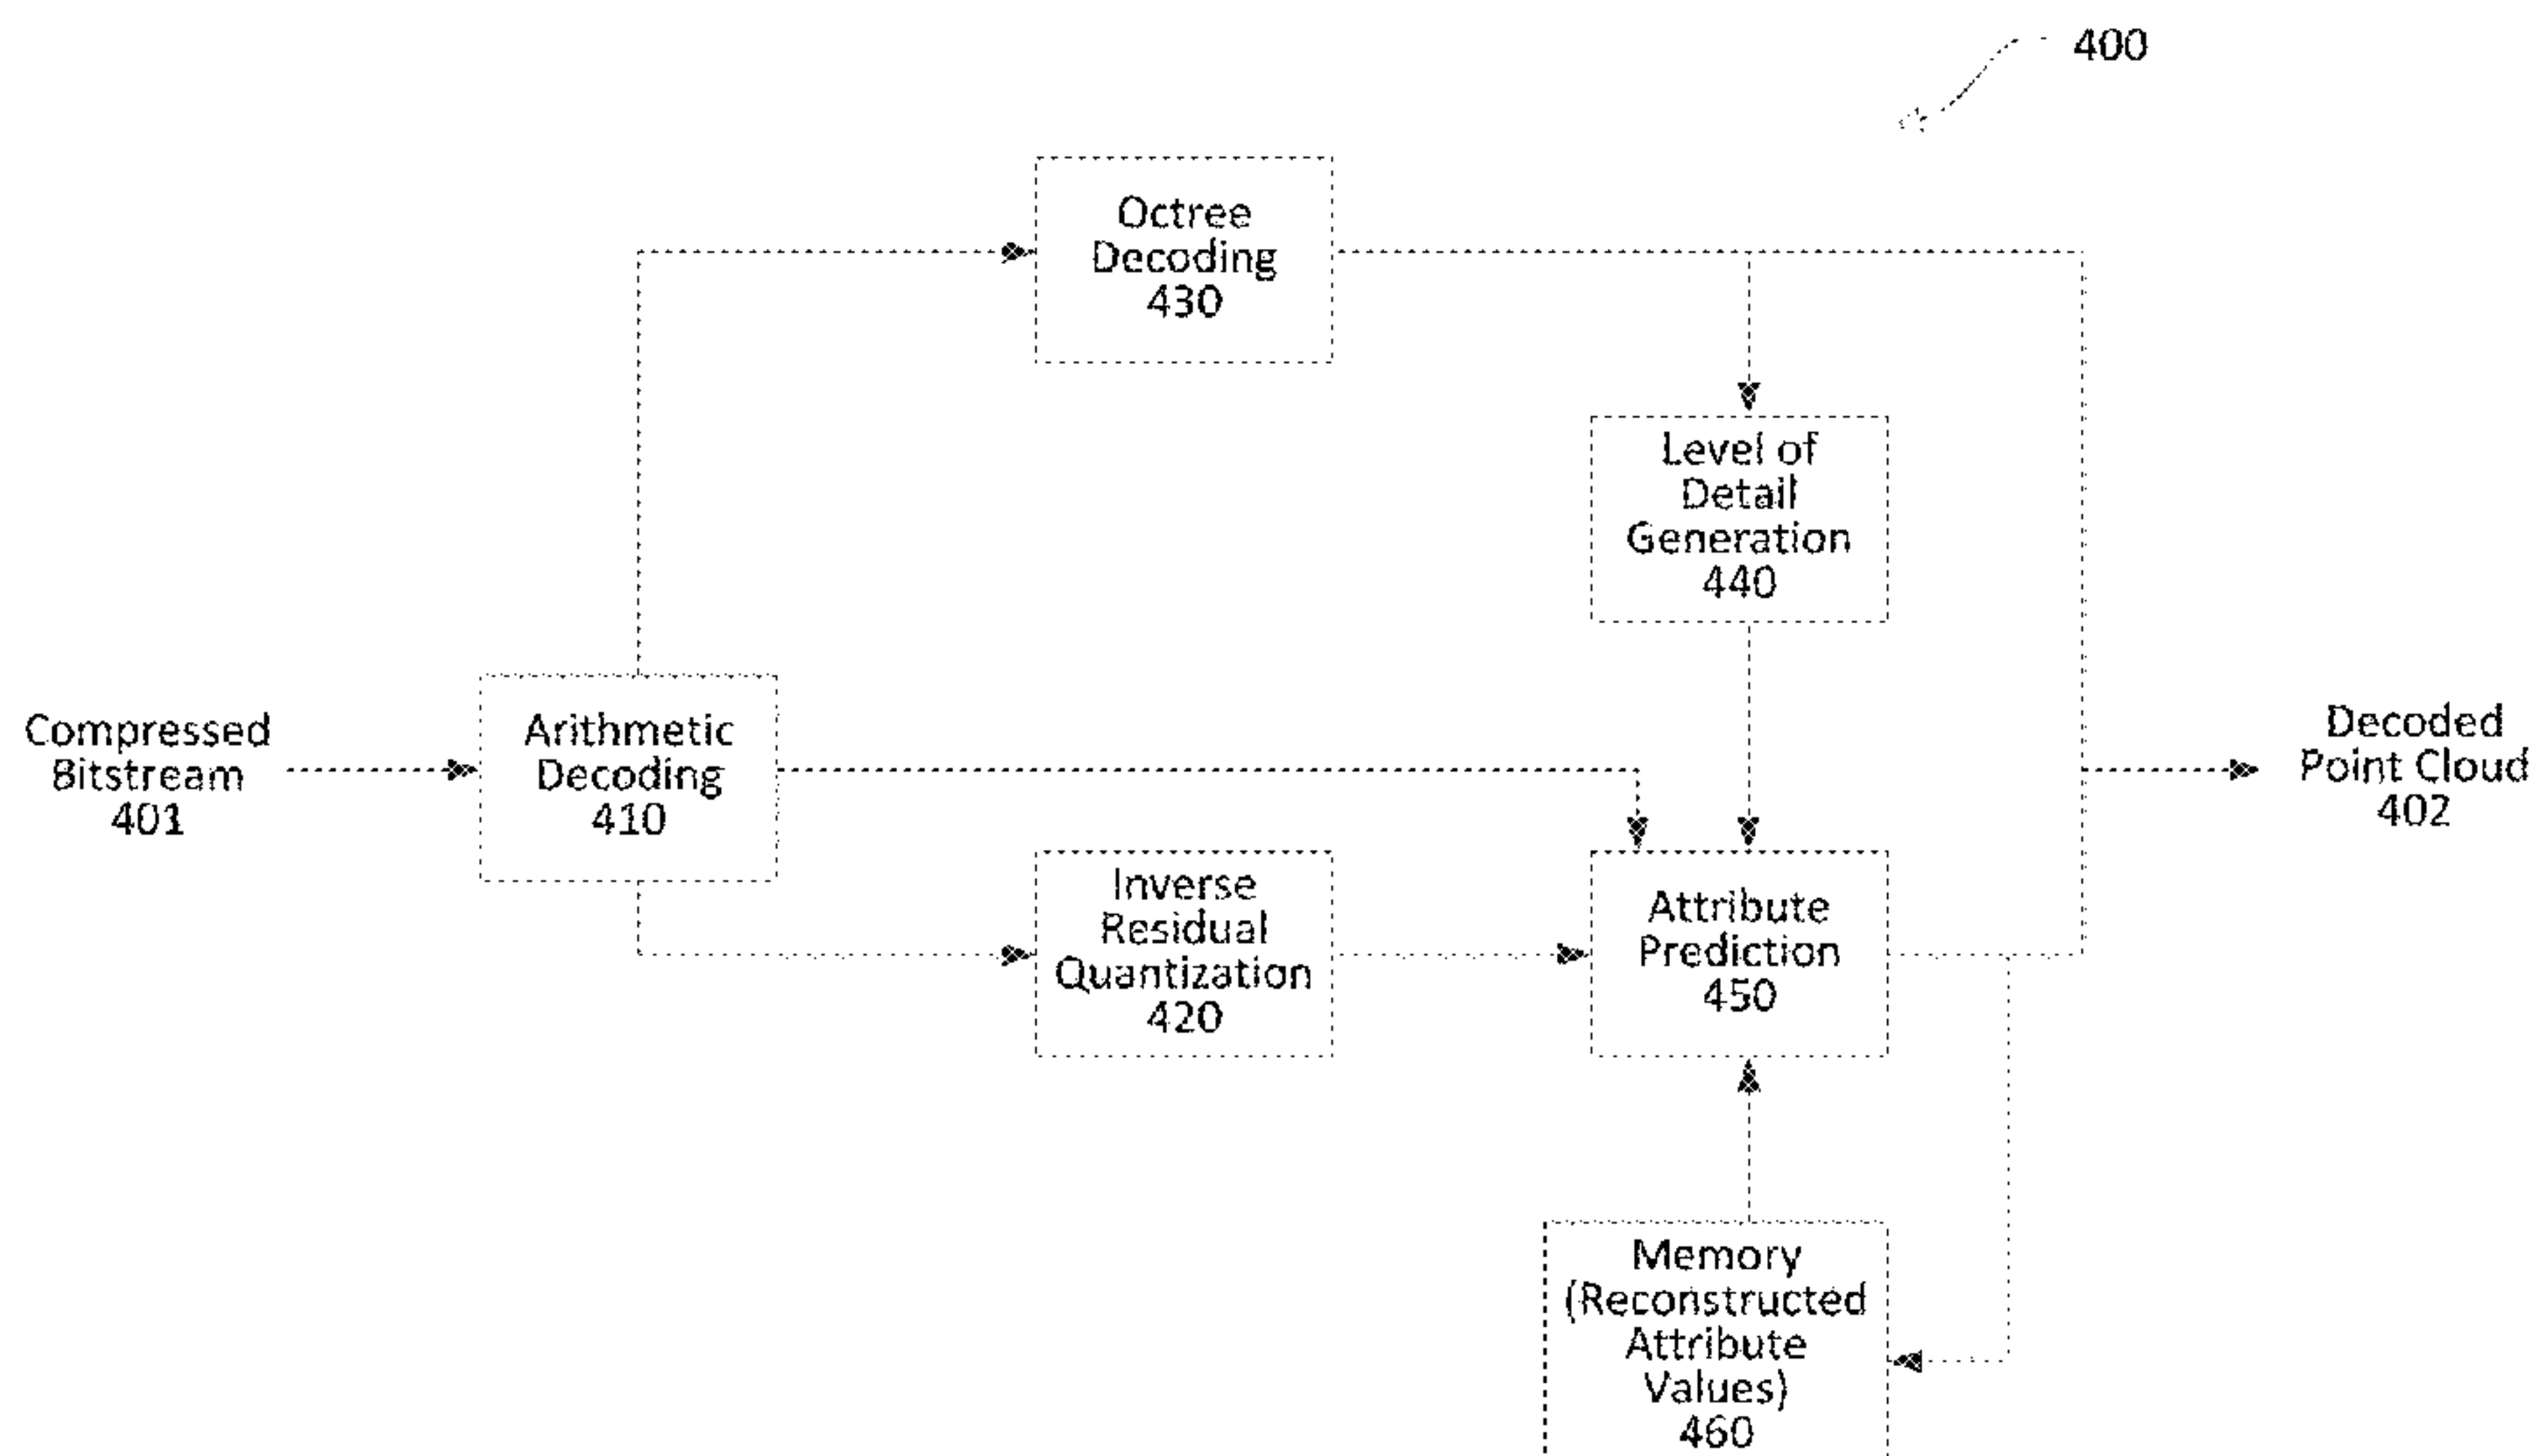 400
Octree
Decoding
430
Level of
Detail
Generation
440
Compressed
Bitstream
401
Arithmetic
Decoding
410
Decoded
Point Cloud
402
Inverse
Residual
Quantization
420
Attribute
Prediction
450
Memory
(Reconstructed
Attribute
Values)
460